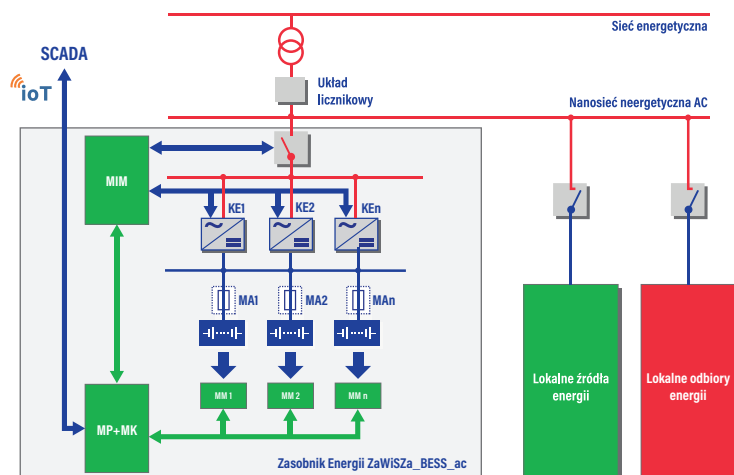 Sieć energetyczna
SCADA
ioT
Układ
licznikowy
Nanosieć neergetyczna AC
MIM
KE1
KE2
KEn
MA1
MA2
MAn
MM 1
MM 2
MM n
MP+MK
Lokalne źródła
energii
Lokalne odbiory
energii
Zasobnik Energii ZaWiSZa_BESS_ac